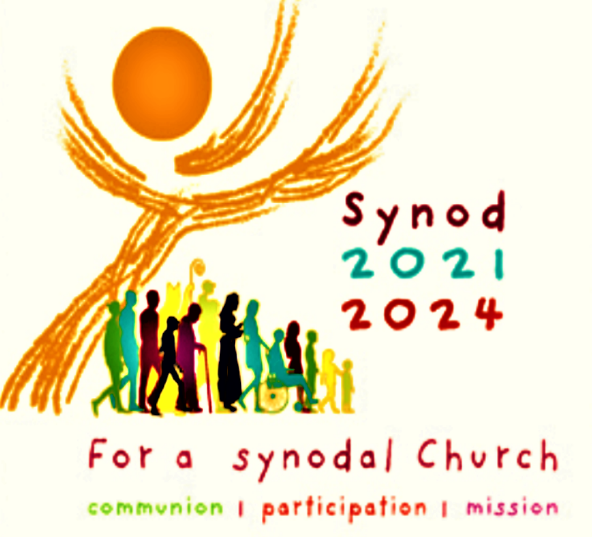 Synod
2021
2024
For a synodal Church
communion | participation | mission